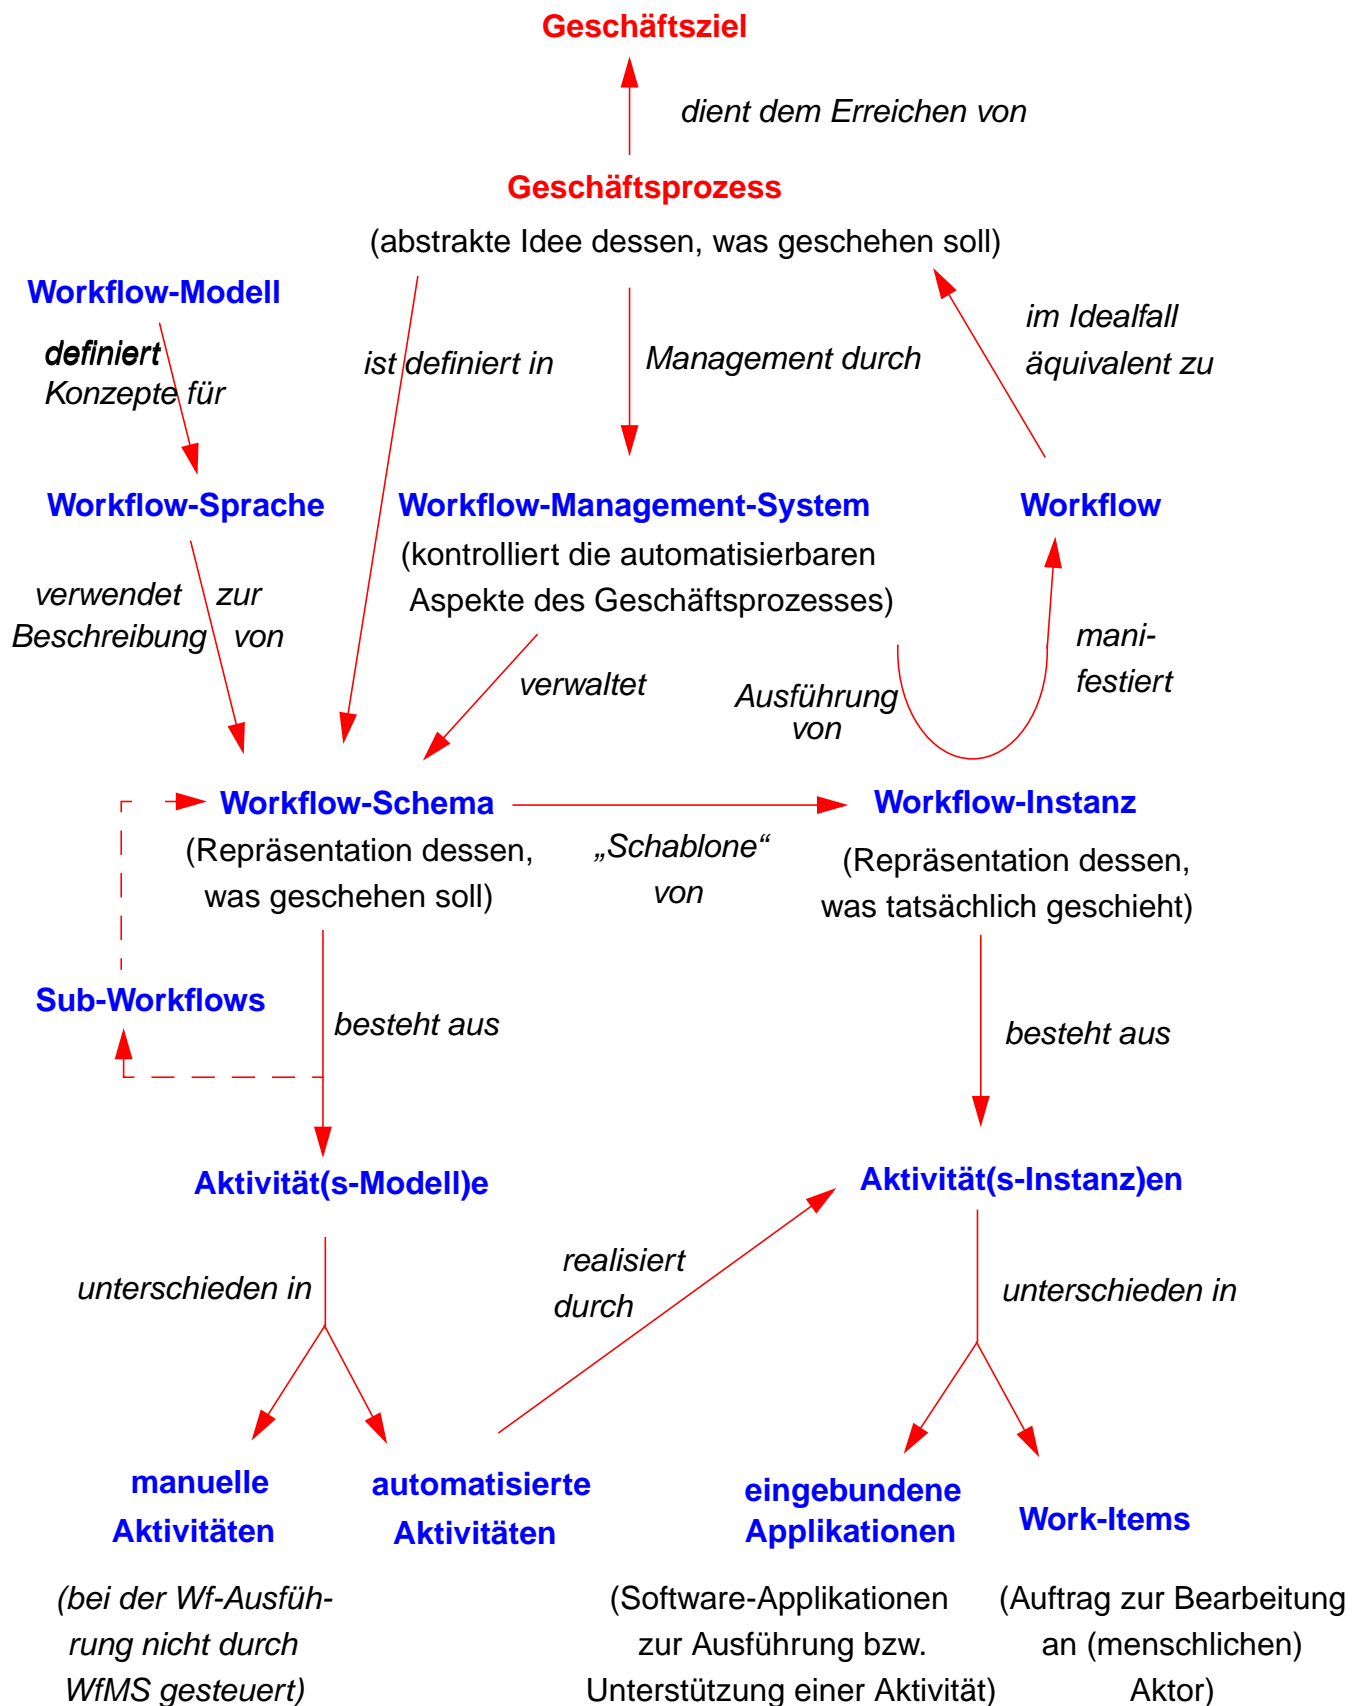 Geschäftsziel
dient dem Erreichen von
Geschäftsprozess
(abstrakte Idee dessen, was geschehen soll)
Workflow-Modell
definiert
Konzepte für
ist definiert in
Management durch
im Idealfall
äquivalent zu
Workflow-Sprache
Workflow-Management-System
(kontrolliert die automatisierbaren
Aspekte des Geschäftsprozesses)
Workflow
verwendet zur
Beschreibung von
verwaltet
Ausführung
von
mani-
festiert
Workflow-Schema
(Repräsentation dessen,
was geschehen soll)
„Schablone“
von
Workflow-Instanz
(Repräsentation dessen,
was tatsächlich geschieht)
Sub-Workflows
besteht aus
besteht aus
Aktivität(s-Modell)e
Aktivität(s-Instanz)en
unterschieden in
realisiert
durch
unterschieden in
manuelle
Aktivitäten
automatisierte
Aktivitäten
eingebundene
Applikationen
Work-Items
(bei der Wf-Ausfüh-
rung nicht durch
WfMS gesteuert)
(Software-Applikationen
zur Ausführung bzw.
Unterstützung einer Aktivität)
(Auftrag zur Bearbeitung
an (menschlichen)
Aktor)